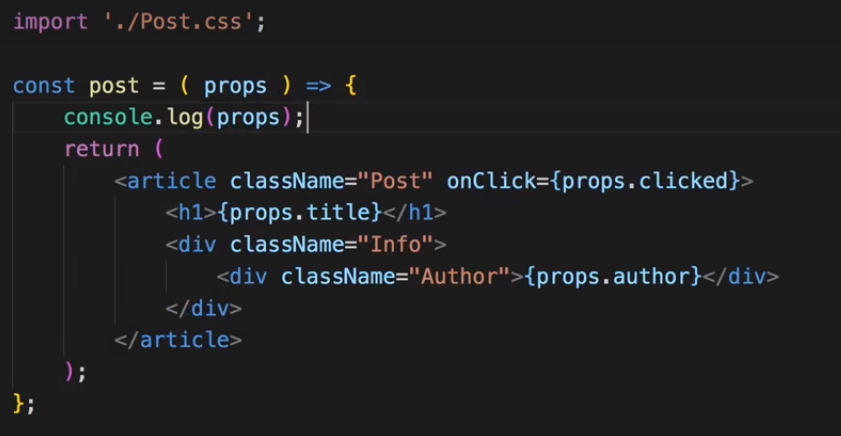 import './Post.css';
const post = ( props ) => {
console.log(props);
return (
<article className="Post" onClick={props.clicked}>
<h1>{props.title}</h1>
<div className="Info">
<div className="Author">{props.author}</div>
</div>
</article>
);
};